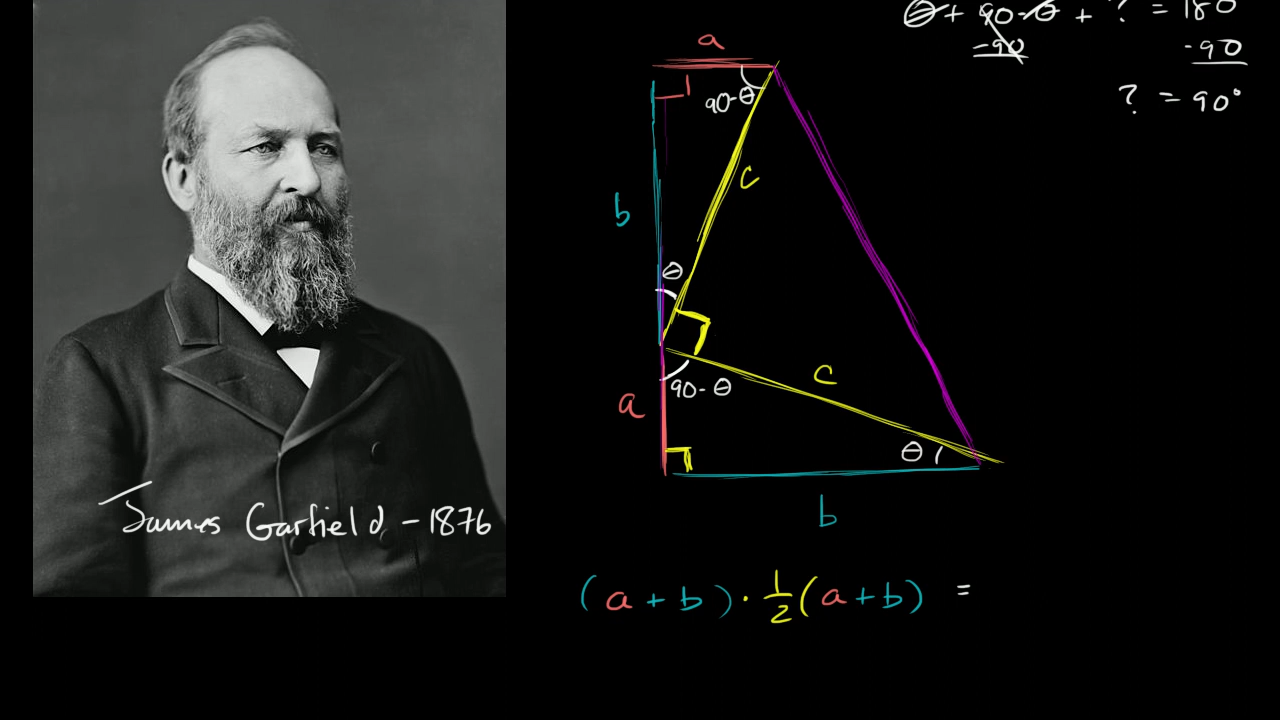 θ + 90-θ + ? = 180
-90 -90
? = 90°
a
90-θ
c
b
θ
c
a
90-θ
θ
b
James Garfield - 1876
(a + b) · 1/2 (a + b) =